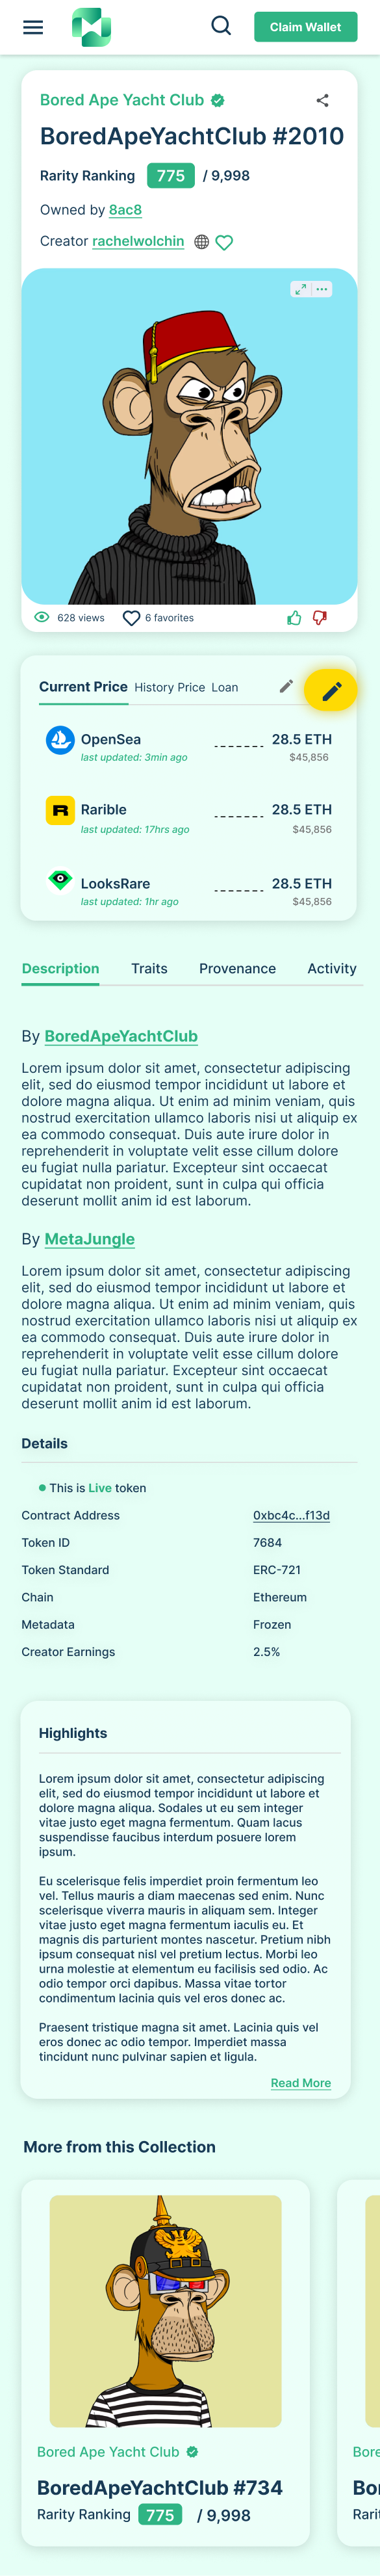 Claim Wallet
Bored Ape Yacht Club
BoredApeYachtClub #2010
Rarity Ranking 775 / 9,998
Owned by 8ac8
Creator rachelwolchin
628 views 6 favorites
Current Price History Price Loan
OpenSea 28.5 ETH
last updated: 3min ago $45,856
Rarible 28.5 ETH
last updated: 17hrs ago $45,856
LooksRare 28.5 ETH
last updated: 1hr ago $45,856
Description Traits Provenance Activity
By BoredApeYachtClub
Lorem ipsum dolor sit amet, consectetur adipiscing
elit, sed do eiusmod tempor incididunt ut labore et
dolore magna aliqua. Ut enim ad minim veniam, quis
nostrud exercitation ullamco laboris nisi ut aliquip ex
ea commodo consequat. Duis aute irure dolor in
reprehenderit in voluptate velit esse cillum dolore
eu fugiat nulla pariatur. Excepteur sint occaecat
cupidatat non proident, sunt in culpa qui officia
deserunt mollit anim id est laborum.
By MetaJungle
Lorem ipsum dolor sit amet, consectetur adipiscing
elit, sed do eiusmod tempor incididunt ut labore et
dolore magna aliqua. Ut enim ad minim veniam, quis
nostrud exercitation ullamco laboris nisi ut aliquip ex
ea commodo consequat. Duis aute irure dolor in
reprehenderit in voluptate velit esse cillum dolore
eu fugiat nulla pariatur. Excepteur sint occaecat
cupidatat non proident, sunt in culpa qui officia
deserunt mollit anim id est laborum.
Details
This is Live token
Contract Address 0xbc4c...f13d
Token ID 7684
Token Standard ERC-721
Chain Ethereum
Metadata Frozen
Creator Earnings 2.5%
Highlights
Lorem ipsum dolor sit amet, consectetur adipiscing
elit, sed do eiusmod tempor incididunt ut labore et
dolore magna aliqua. Sodales ut eu sem integer
vitae justo eget magna fermentum. Quam lacus
suspendisse faucibus interdum posuere lorem
ipsum.
Eu scelerisque felis imperdiet proin fermentum leo
vel. Tellus mauris a diam maecenas sed enim. Nunc
scelerisque viverra mauris in aliquam sem. Integer
vitae justo eget magna fermentum iaculis eu. Et
magnis dis parturient montes nascetur. Pretium nibh
ipsum consequat nisl vel pretium lectus. Morbi leo
urna molestie at elementum eu facilisis sed odio. Ac
odio tempor orci dapibus. Massa vitae tortor
condimentum lacinia quis vel eros donec ac.
Praesent tristique magna sit amet. Lacinia quis vel
eros donec ac odio tempor. Imperdiet massa
tincidunt nunc pulvinar sapien et ligula.
Read More
More from this Collection
Bored Ape Yacht Club Bore
BoredApeYachtClub #734 Bo
Rarity Ranking 775 / 9,998 Rarit